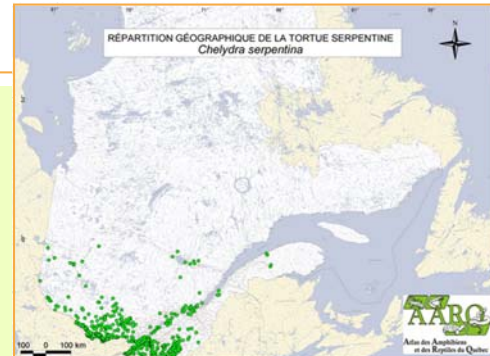 RÉPARTITION GÉOGRAPHIQUE DE LA TORTUE SERPENTINE
Chelydra serpentina
N
100 0 100 km
AARQ
Atlas des Amphibiens
et des Reptiles du Québec